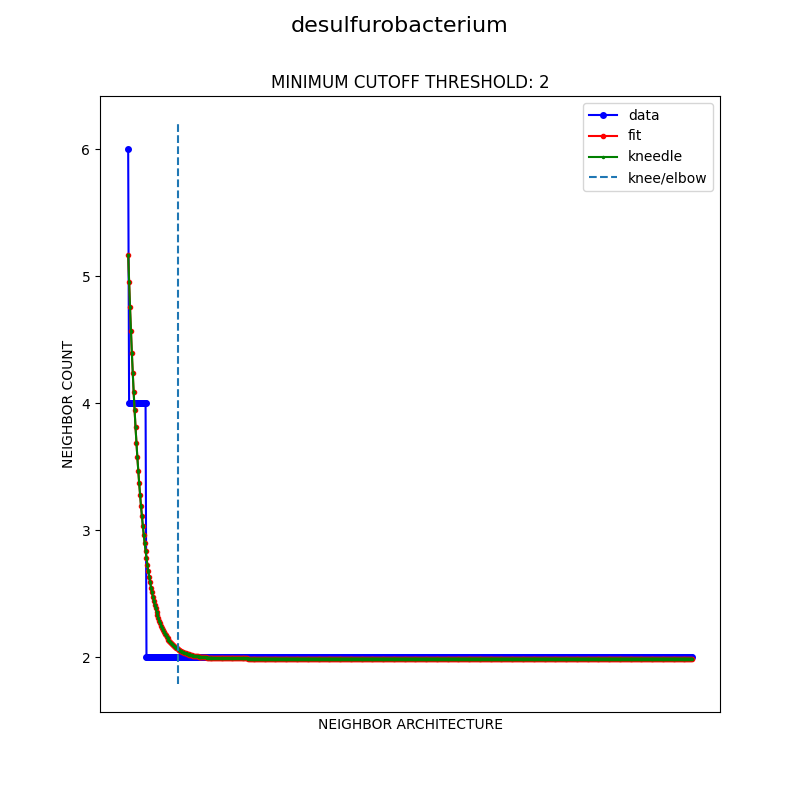 desulfurobacterium
MINIMUM CUTOFF THRESHOLD: 2
data
fit
kneedle
knee/elbow
6
5
4
3
2
NEIGHBOR COUNT
NEIGHBOR ARCHITECTURE